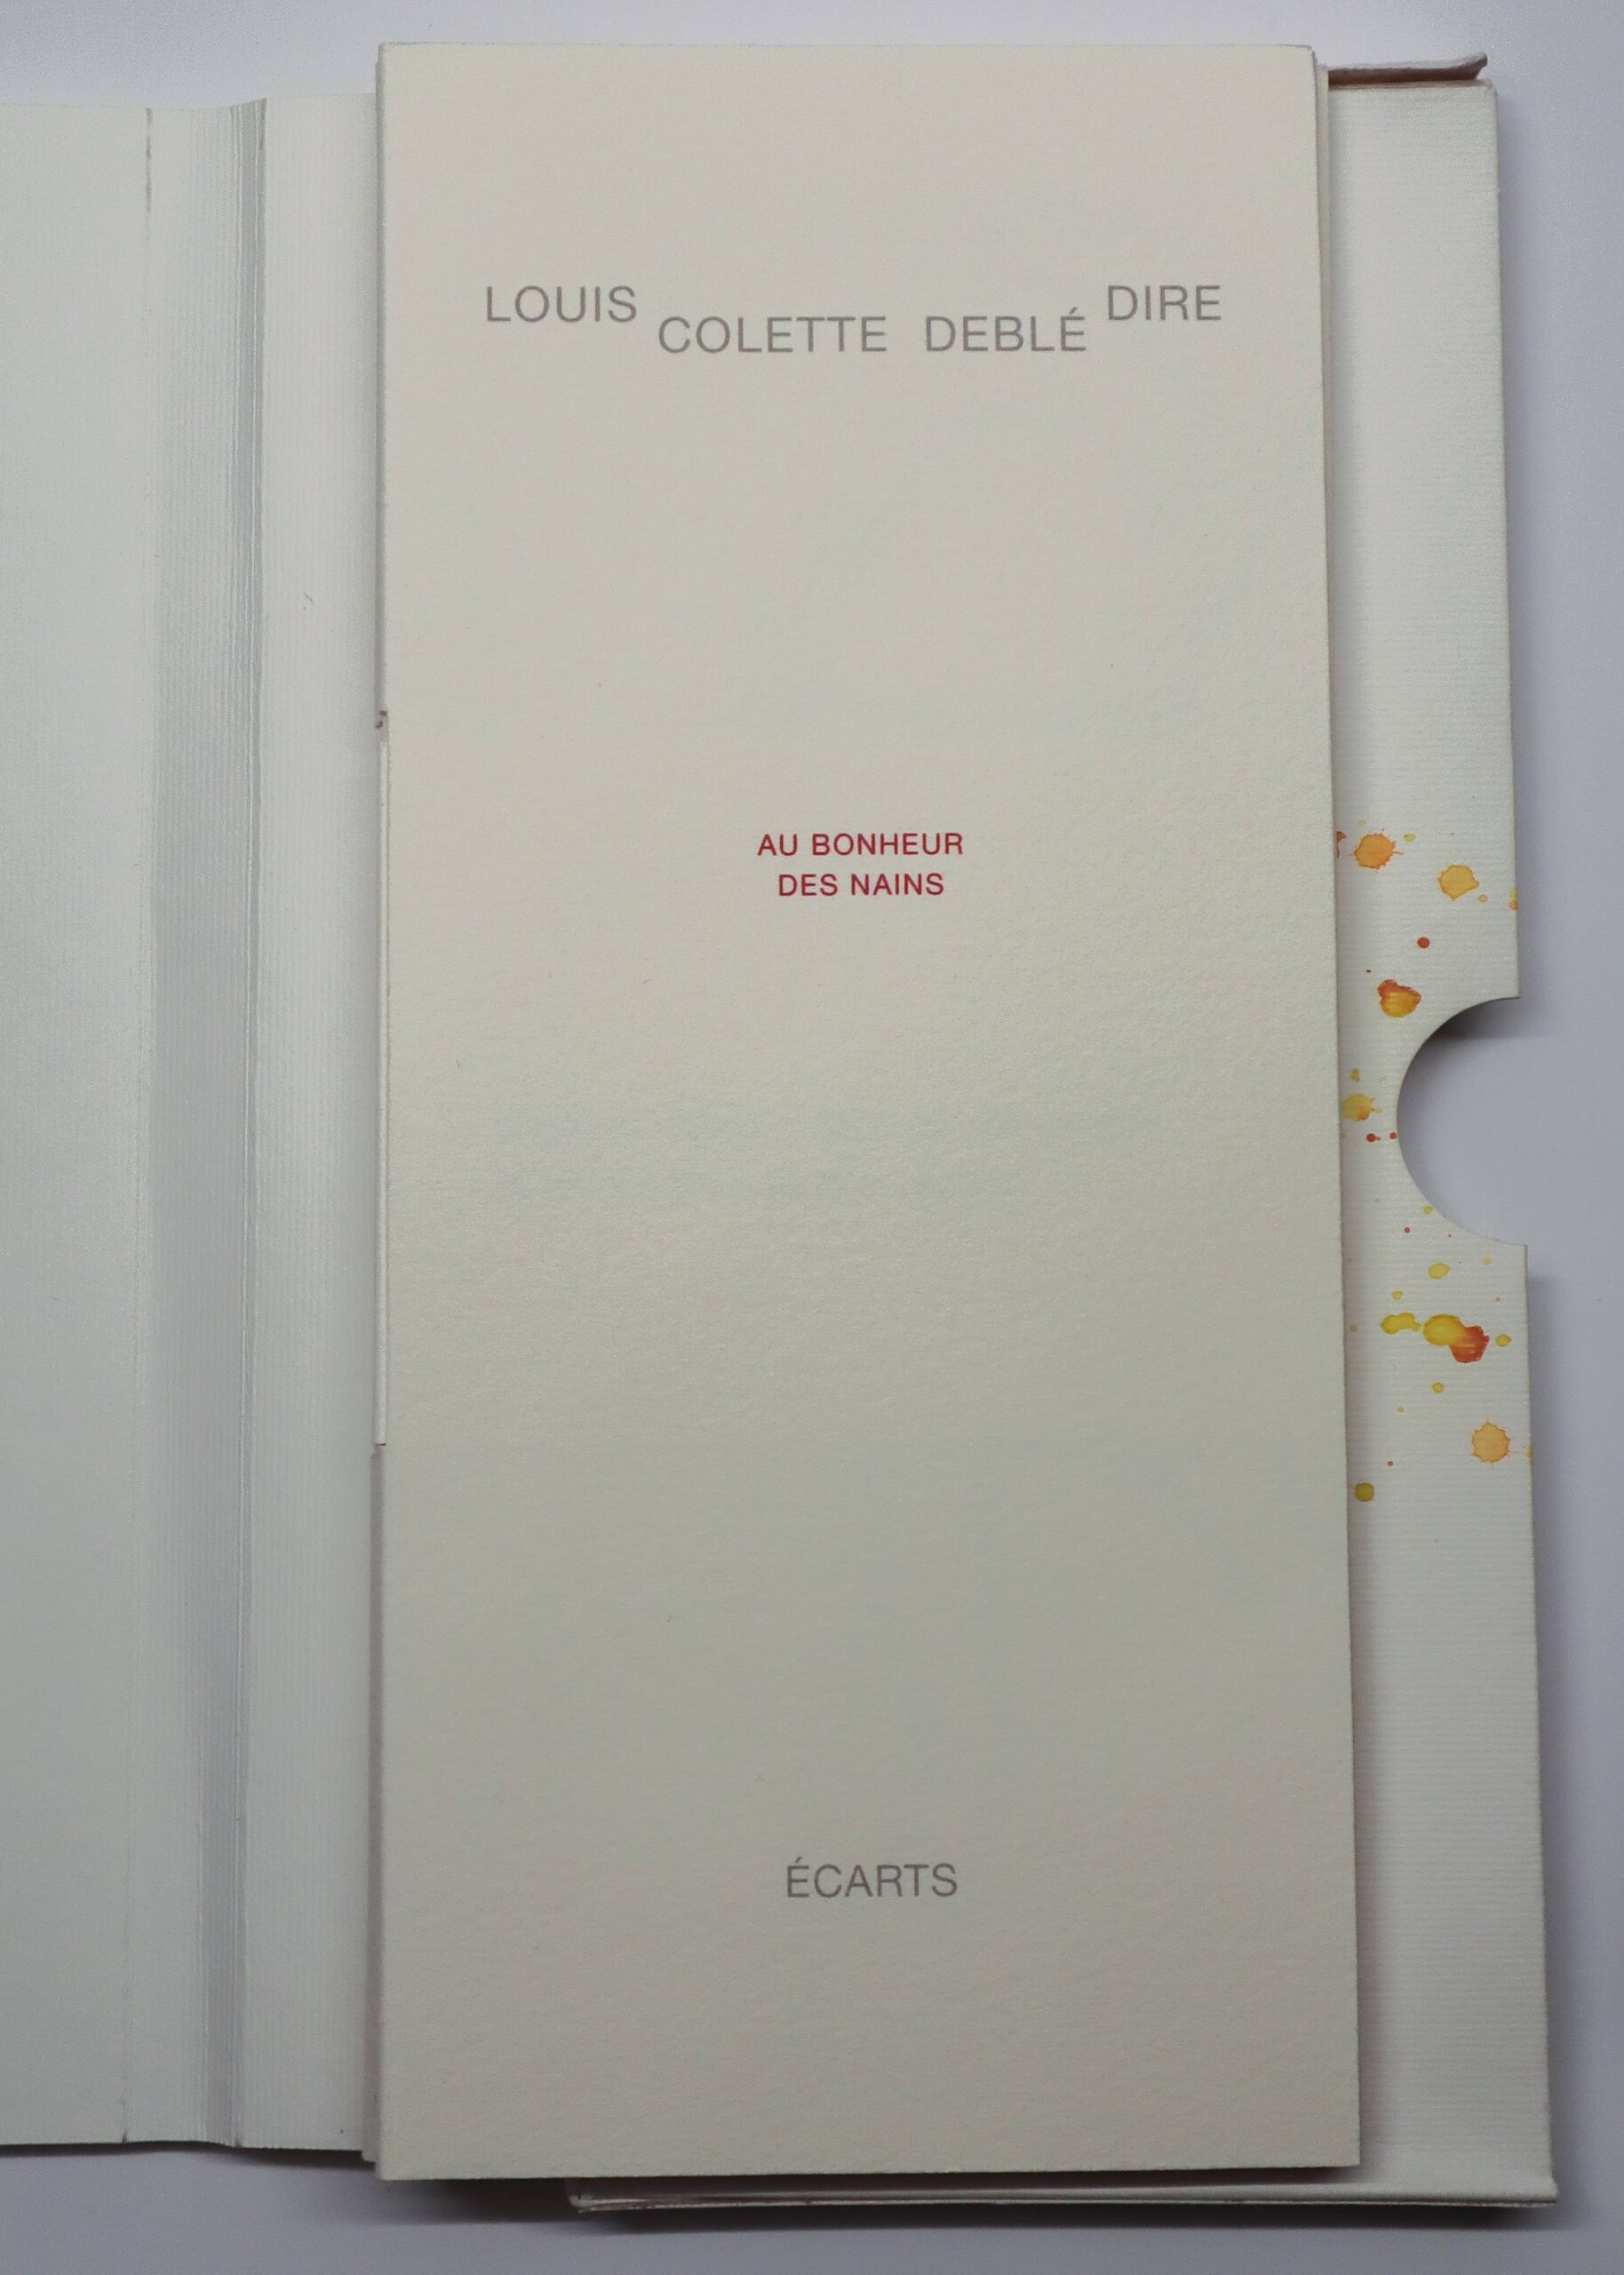 LOUIS COLETTE DEBLÉ DIRE
AU BONHEUR
DES NAINS
ÉCARTS